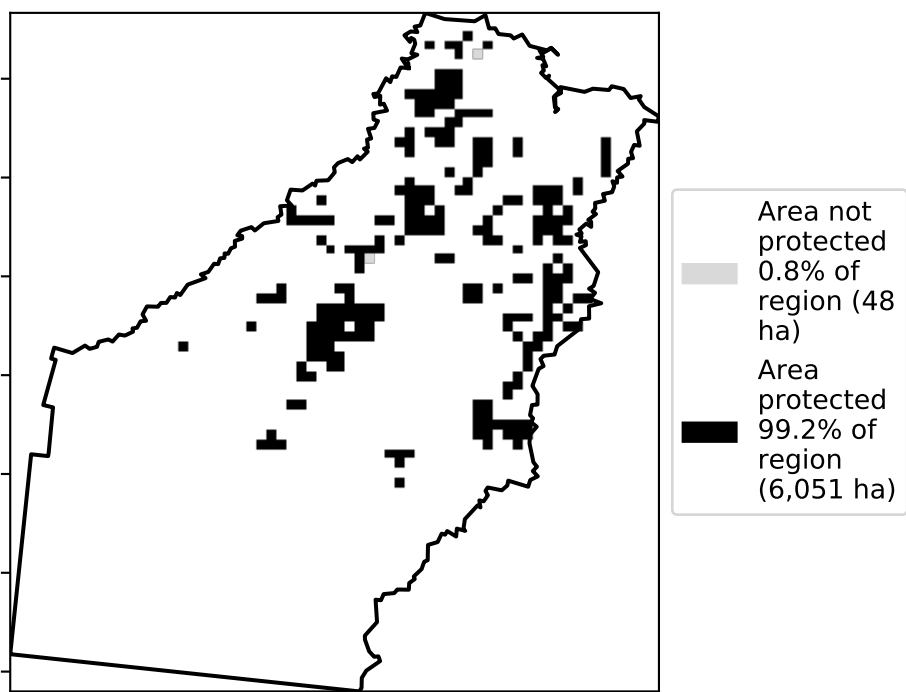 Area not
protected
0.8% of
region (48
ha)
Area
protected
99.2% of
region
(6,051 ha)